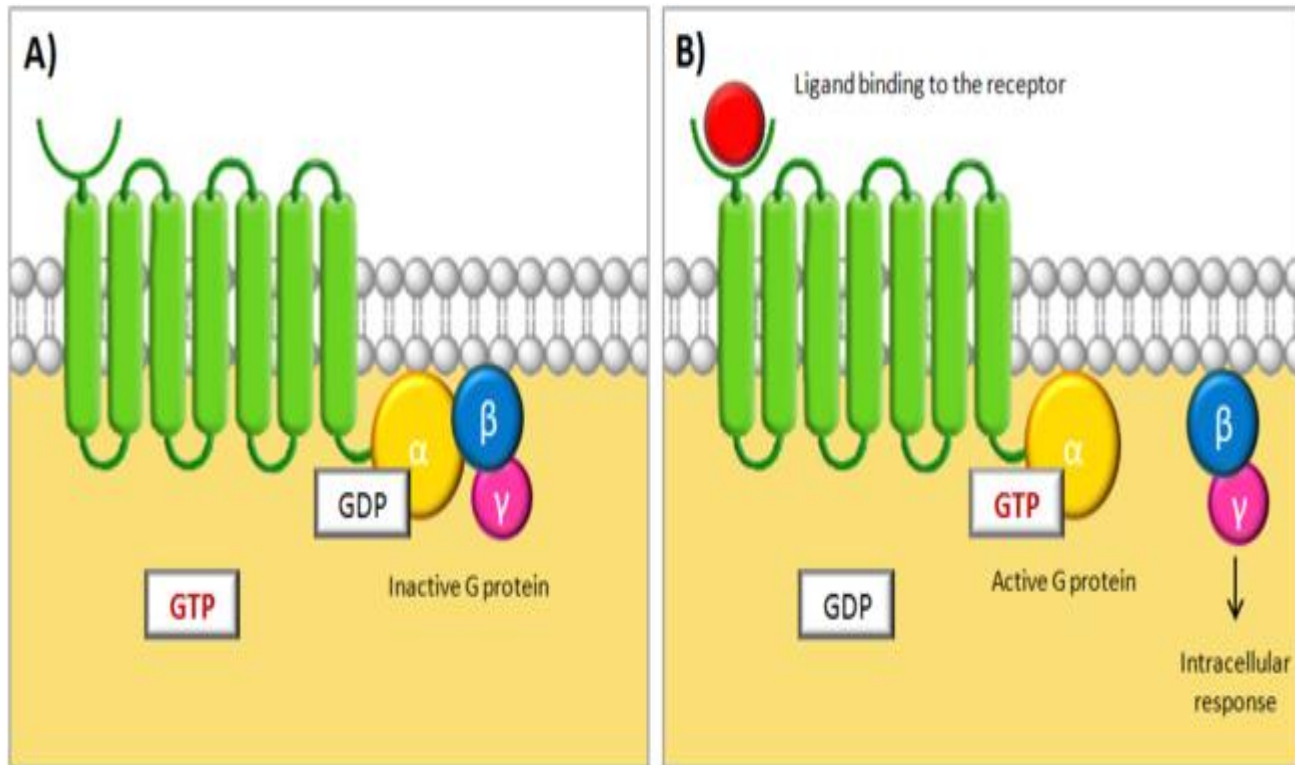 A)
α
β
γ
GDP
GTP
Inactive G protein
B)
Ligand binding to the receptor
α
β
γ
GTP
GDP
Active G protein
Intracellular
response